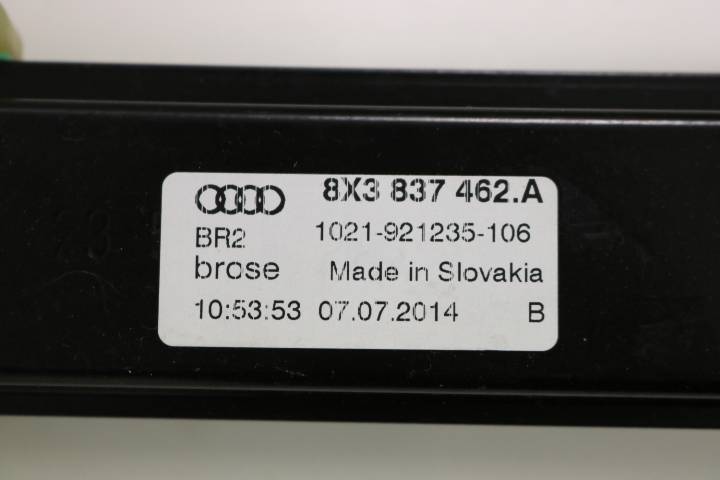 8X3 837 462.A
BR2 1021-921235-106
brose Made in Slovakia
10:53:53 07.07.2014 B